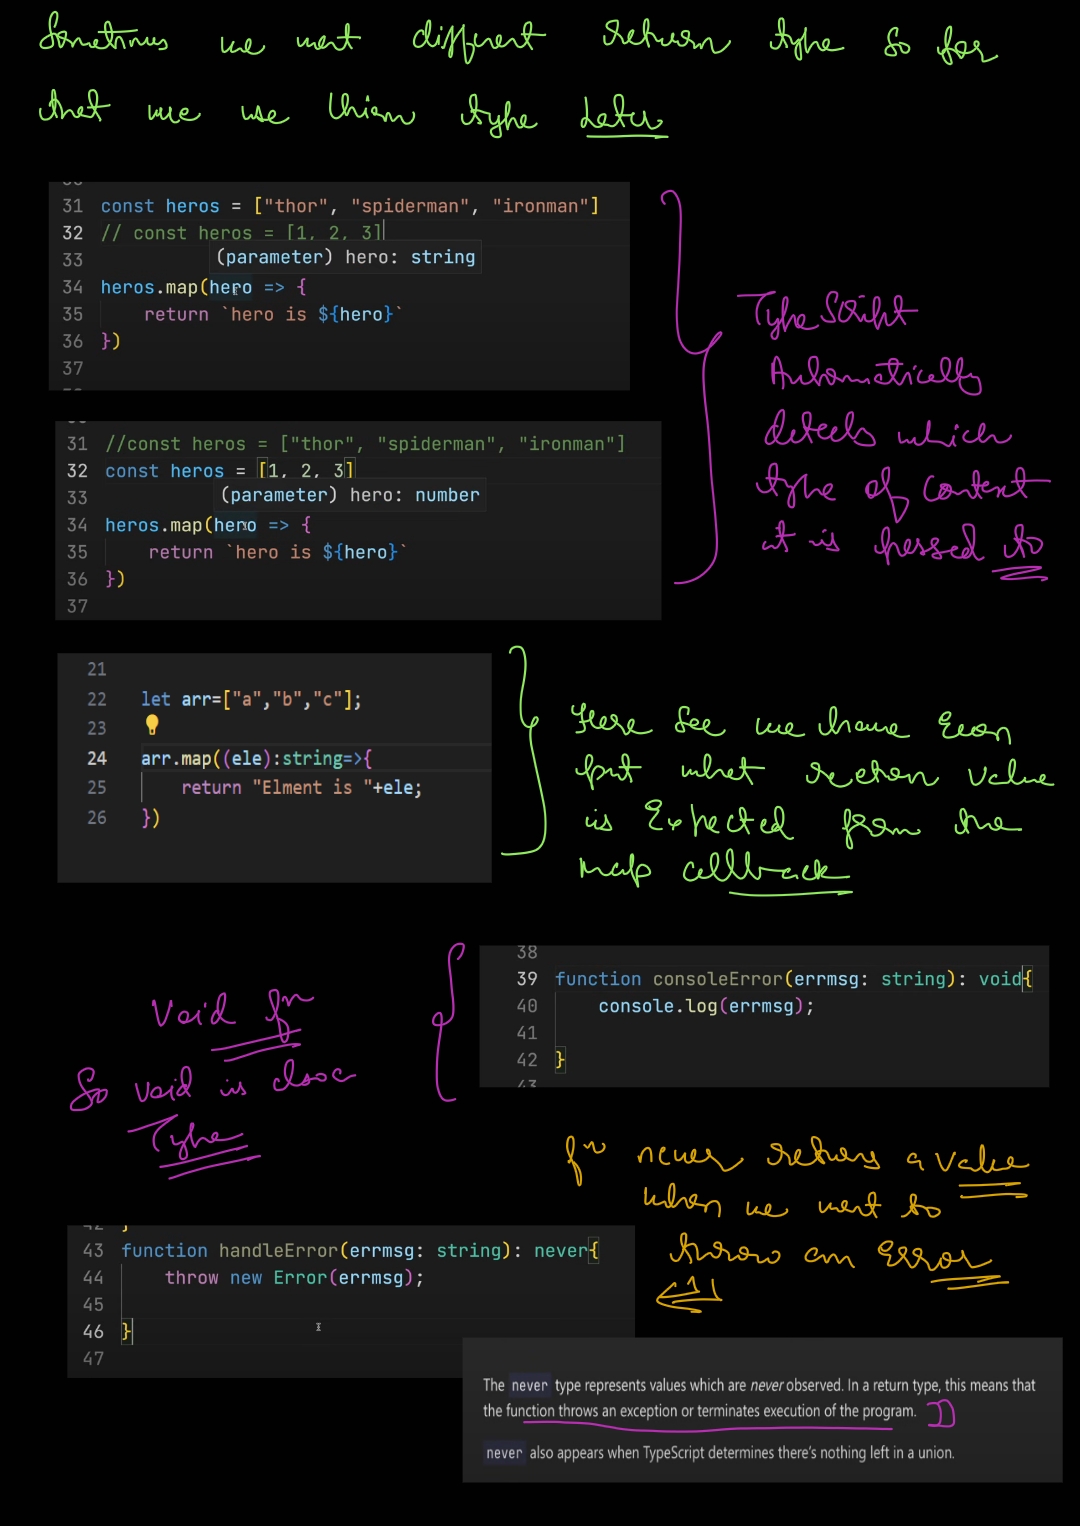 Sometimes we want different return type so for
that we use Union type later
31 const heros = ["thor", "spiderman", "ironman"]
32 // const heros = [1, 2, 3]
33
(parameter) hero: string
34 heros.map(hero => {
35 return `hero is ${hero}`
36 })
37
TypeScript
Automatically
detects which
type of context
it is passed to
31 //const heros = ["thor", "spiderman", "ironman"]
32 const heros = [1, 2, 3]
33
(parameter) hero: number
34 heros.map(hero => {
35 return `hero is ${hero}`
36 })
37
21
22 let arr=["a","b","c"];
23
24 arr.map((ele):string=>{
25 return "Elment is "+ele;
26 })
Here See we have Even
put what return value
is Expected from the
map callback
38
39 function consoleError(errmsg: string): void{
40 console.log(errmsg);
41
42 }
43
Void fn
So void is also a
Type
fn never returns a value
when we want to
throw an Error
42 }
43 function handleError(errmsg: string): never{
44 throw new Error(errmsg);
45
46 }
47
The never type represents values which are never observed. In a return type, this means that
the function throws an exception or terminates execution of the program.
never also appears when TypeScript determines there's nothing left in a union.